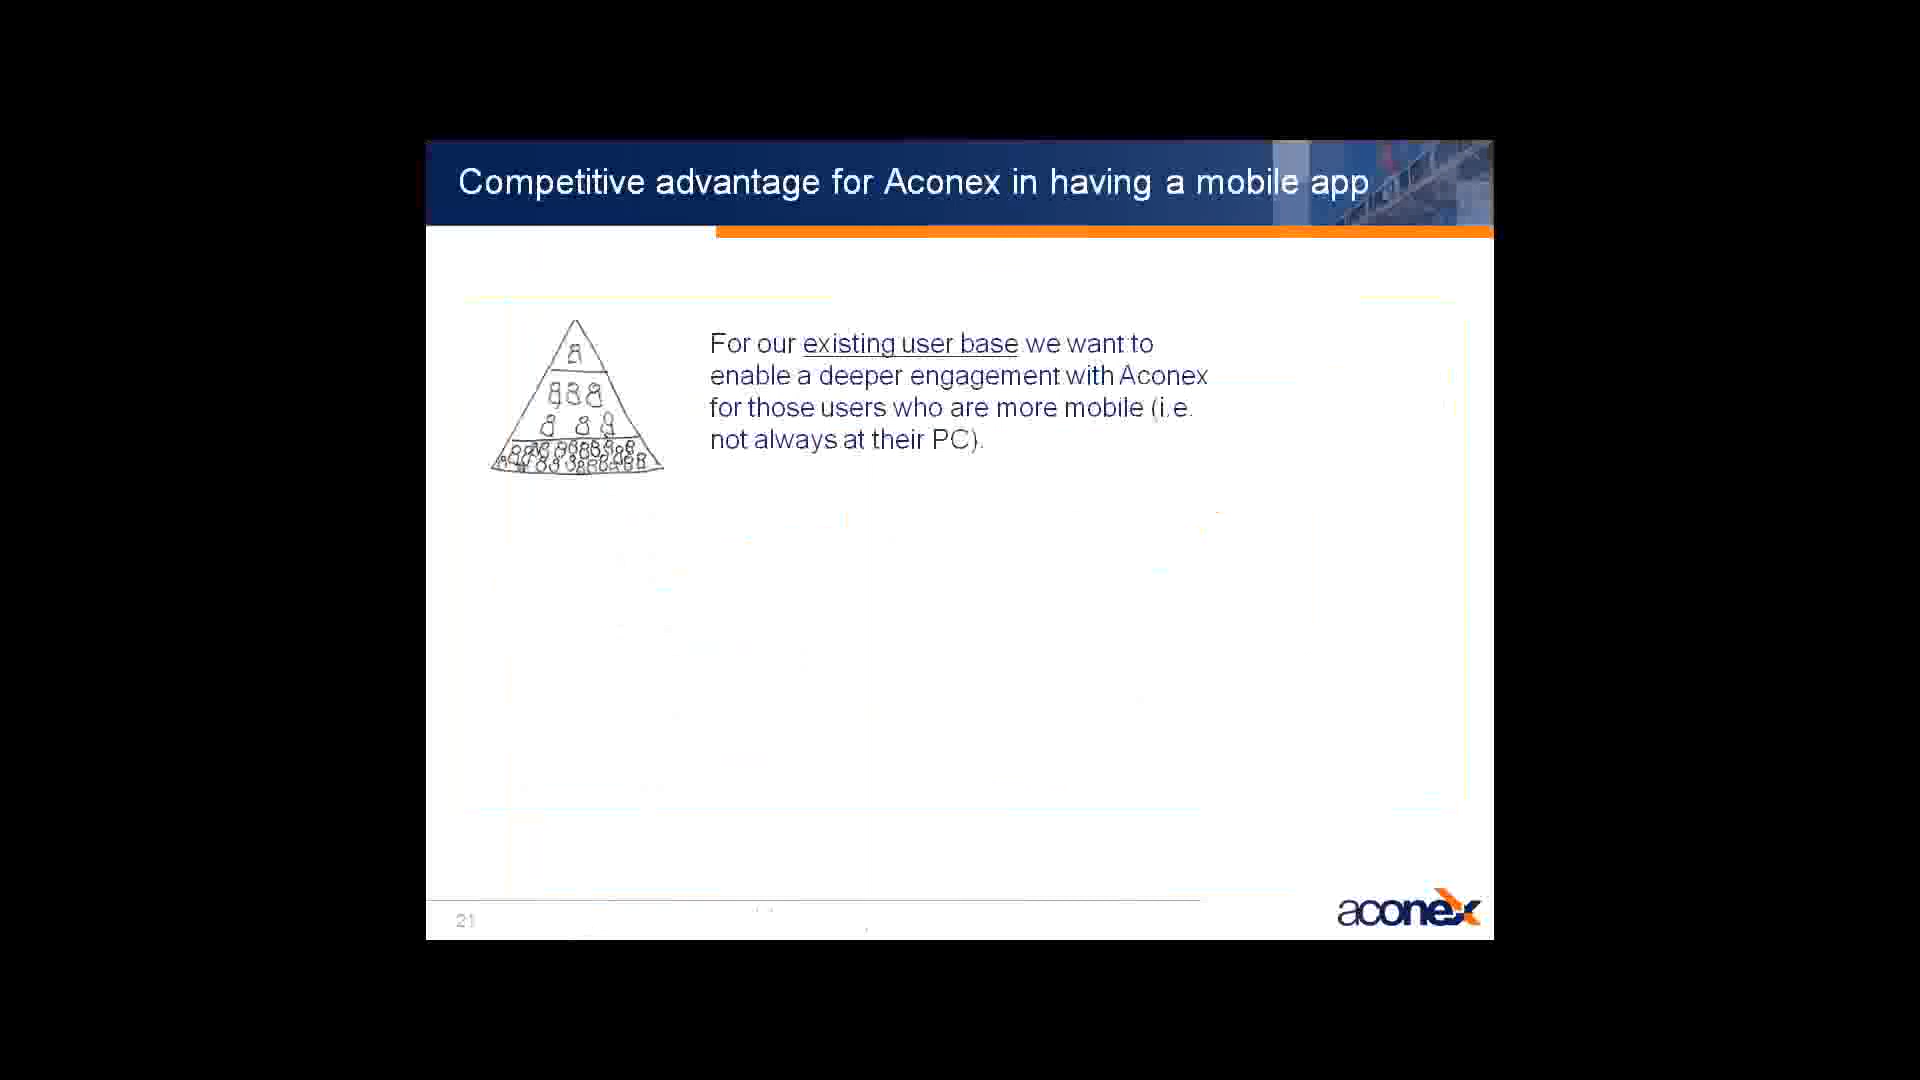 Competitive advantage for Aconex in having a mobile app
For our existing user base we want to
enable a deeper engagement with Aconex
for those users who are more mobile (i.e.
not always at their PC).
21
aconex